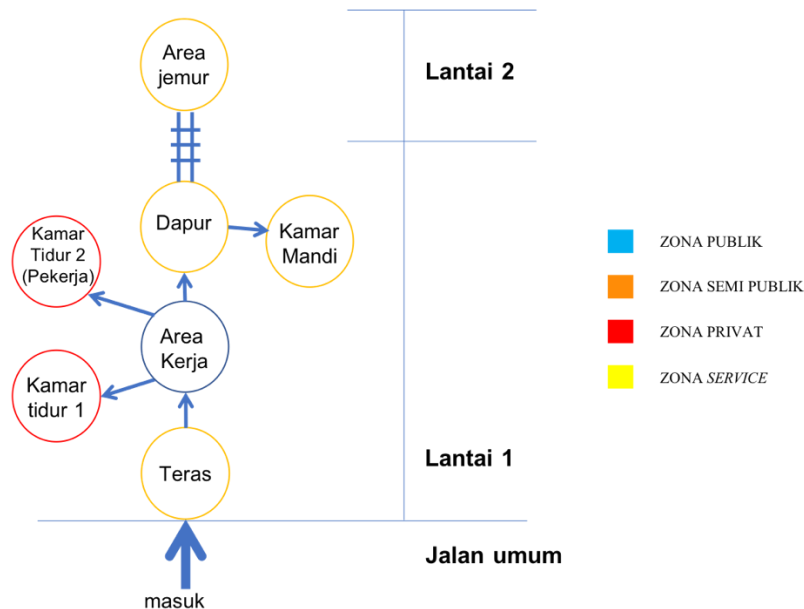 Area
jemur
Lantai 2
Dapur
Kamar
Mandi
Kamar
Tidur 2
(Pekerja)
Area
Kerja
Kamar
tidur 1
Teras
Lantai 1
Jalan umum
masuk
ZONA PUBLIK
ZONA SEMI PUBLIK
ZONA PRIVAT
ZONA SERVICE